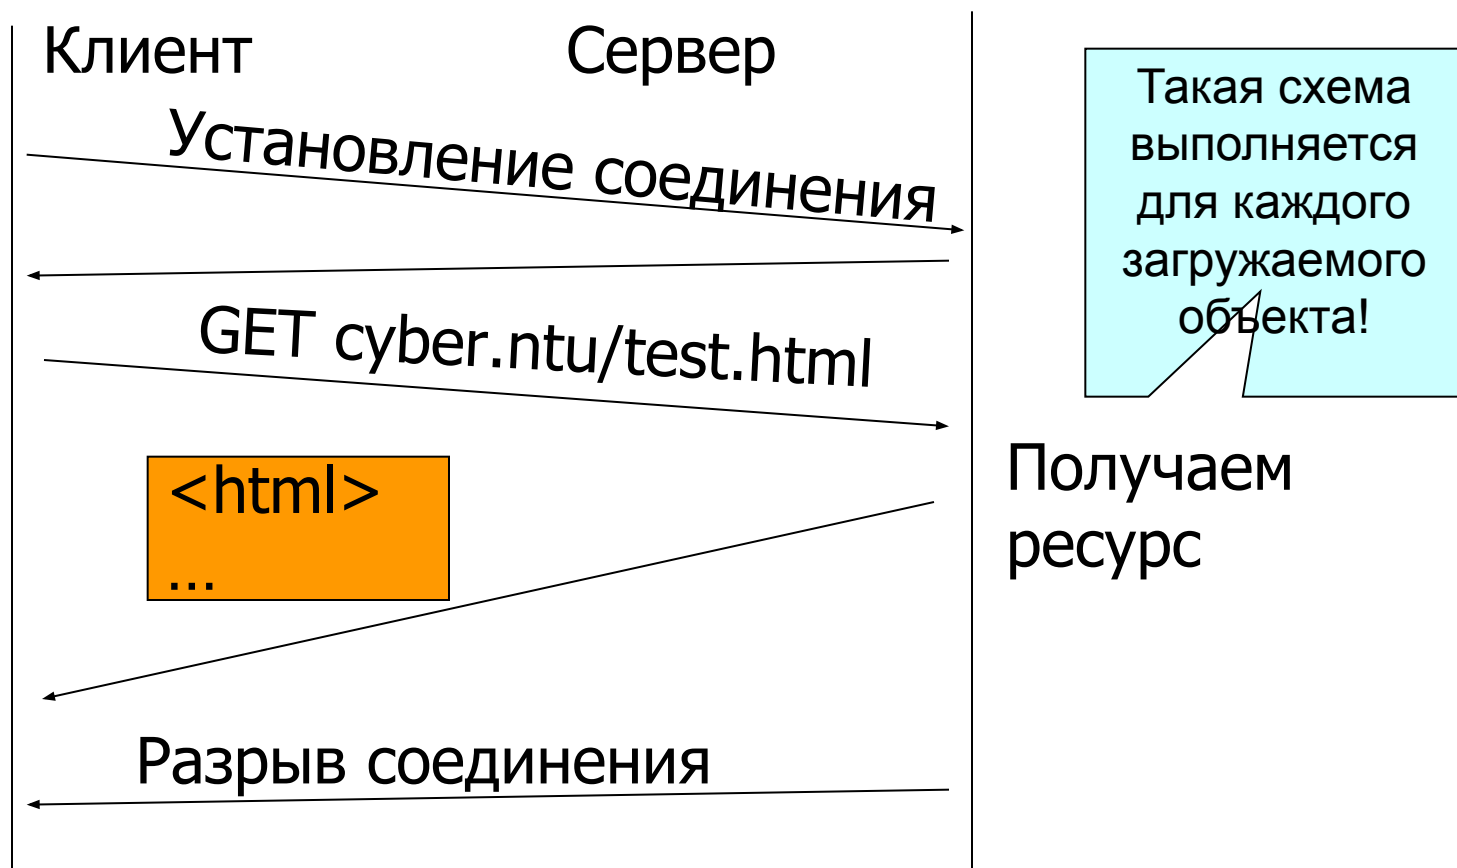 Клиент
Сервер
Установление соединения
GET cyber.ntu/test.html
<html>
...
Разрыв соединения
Такая схема
выполняется
для каждого
загружаемого
объекта!
Получаем
ресурс